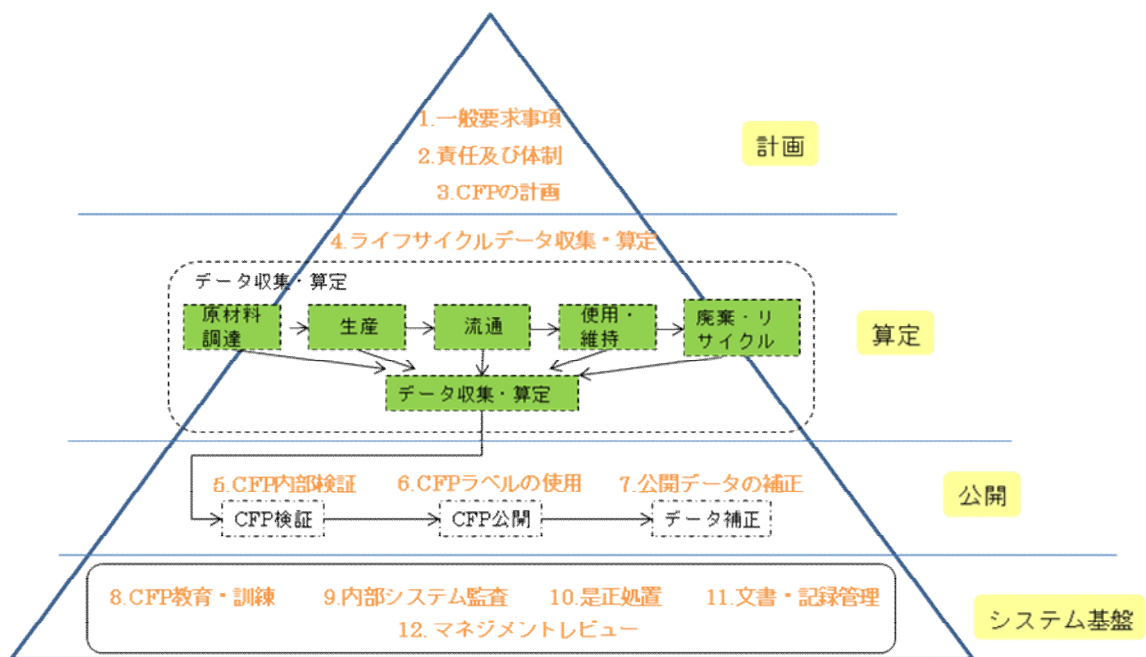 1.一般要求事項
2.責任及び体制
3.CFPの計画
計画
4.ライフサイクルデータ収集・算定
データ収集・算定
原材料
調達
生産
流通
使用・
維持
廃棄・リ
サイクル
算定
データ収集・算定
5.CFP内部検証
6.CFPラベルの使用
7.公開データの補正
公開
CFP検証
CFP公開
データ補正
8.CFP教育・訓練
9.内部システム監査
10.是正処置
11.文書・記録管理
12.マネジメントレビュー
システム基盤